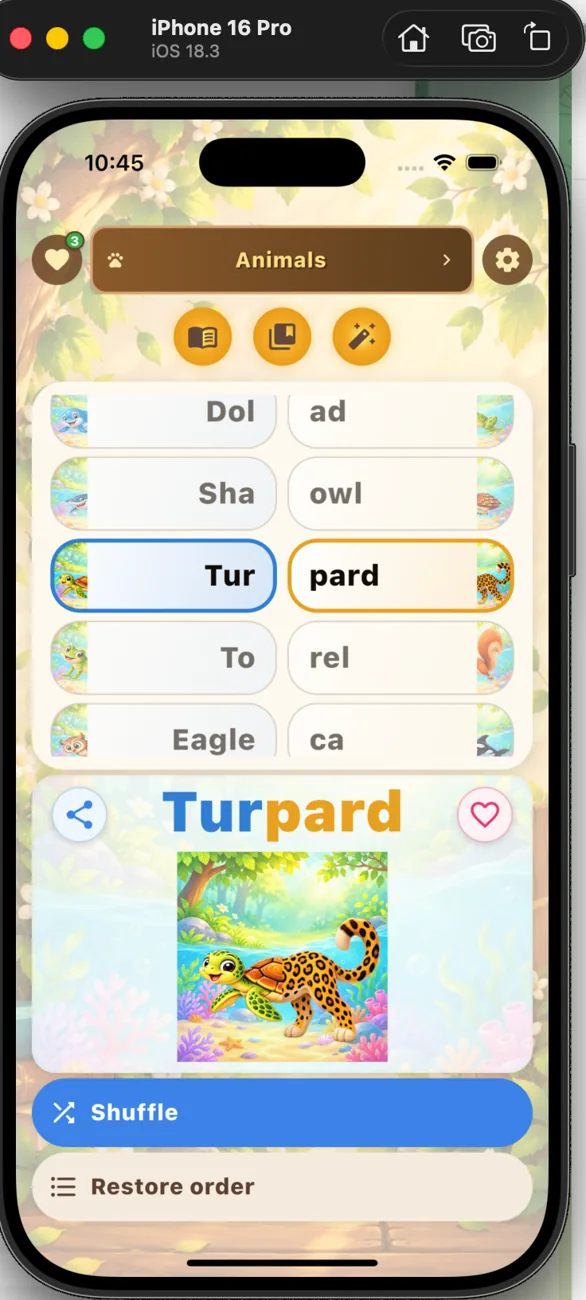 iPhone 16 Pro
iOS 18.3
10:45
3
Animals
Dol ad
Sha owl
Tur pard
To rel
Eagle ca
Turpard
Shuffle
Restore order